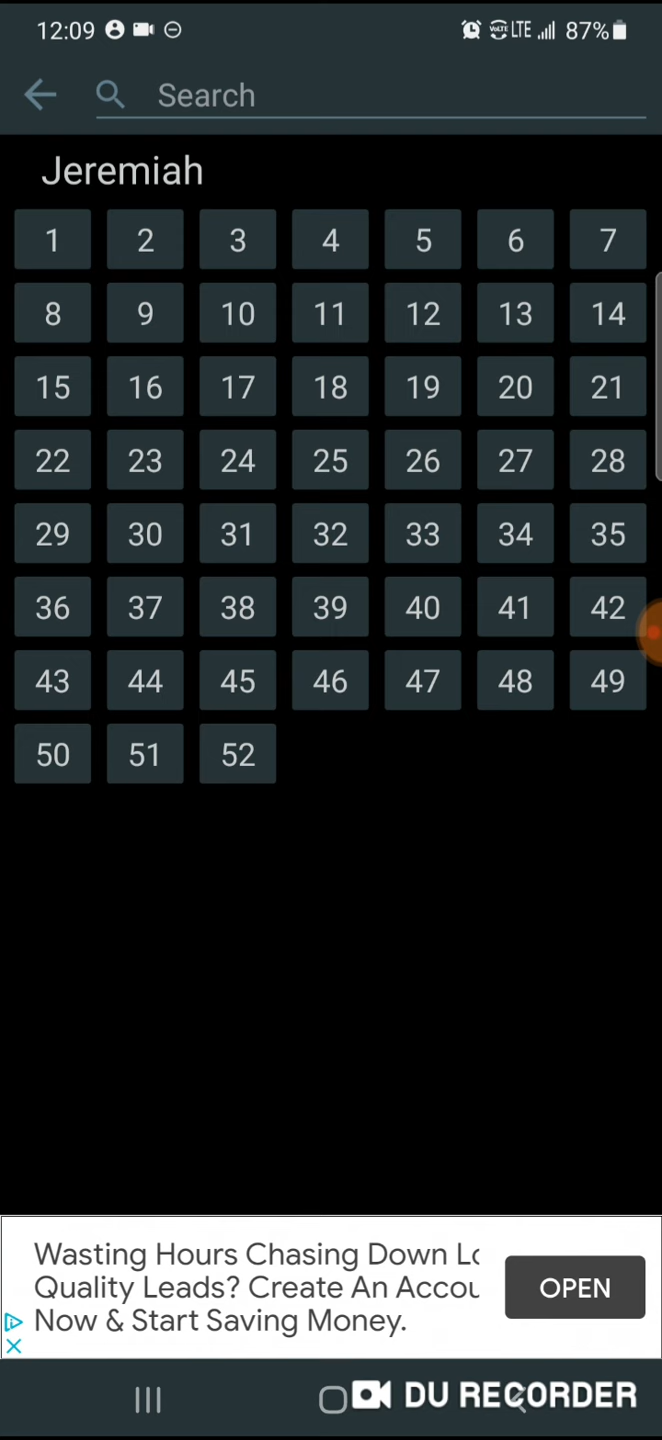 12:09 VoLTE LTE 87%
Search
Jeremiah
1 2 3 4 5 6 7
8 9 10 11 12 13 14
15 16 17 18 19 20 21
22 23 24 25 26 27 28
29 30 31 32 33 34 35
36 37 38 39 40 41 42
43 44 45 46 47 48 49
50 51 52
Wasting Hours Chasing Down
Quality Leads? Create An
Now & Start Saving Money.
OPEN
DU RECORDER